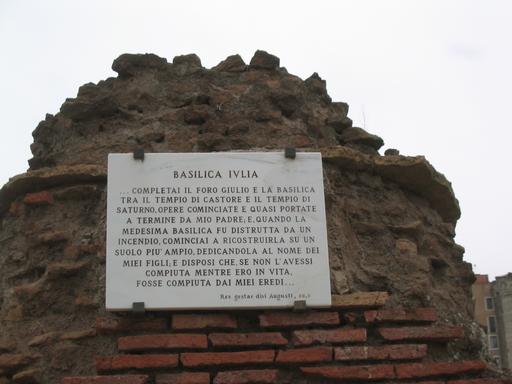 BASILICA IVLIA
... COMPLETAI IL FORO GIULIO E LA BASILICA
TRA IL TEMPIO DI CASTORE E IL TEMPIO DI
SATURNO, OPERE COMINCIATE E QUASI PORTATE
A TERMINE DA MIO PADRE; E, QUANDO LA
MEDESIMA BASILICA FU DISTRUTTA DA UN
INCENDIO, COMINCIAI A RICOSTRUIRLA SU UN
SUOLO PIU' AMPIO, DEDICANDOLA AL NOME DEI
MIEI FIGLI; E DISPOSI CHE, SE NON L'AVESSI
COMPIUTA MENTRE ERO IN VITA,
FOSSE COMPIUTA DAI MIEI EREDI...
Res gestae divi Augusti,